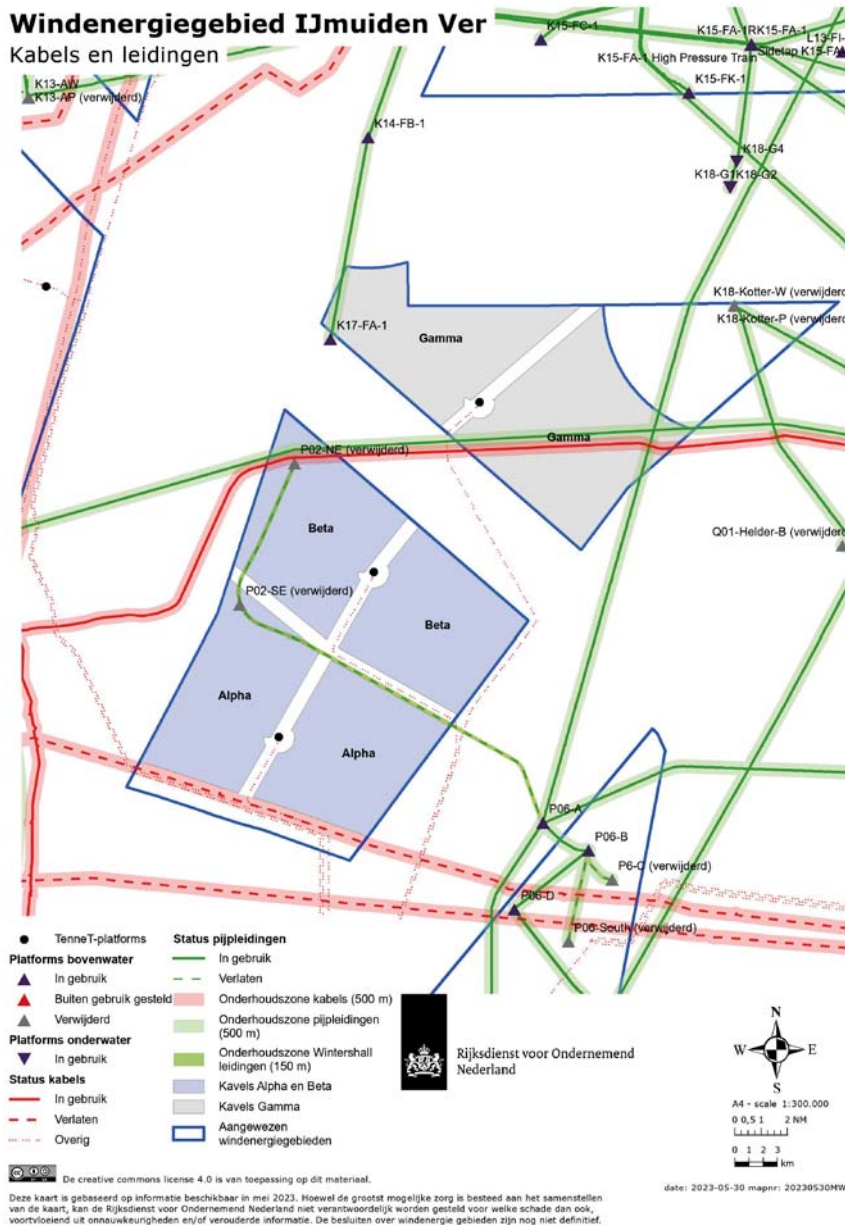 Windenergiegebied IJmuiden Ver
Kabels en leidingen
K15-FC-1
K15-FA-1RK15-FA-1
L13-FI-
K15-FA-1 High Pressure Train
Sidetap K15-FA
K13-AW
K13-AP (verwijderd)
K15-FK-1
K14-FB-1
K18-G4
K18-G1K18-G2
K18-Kotter-W (verwijderd
K18-Kotter-P (verwijderd
K17-FA-1
Gamma
Gamma
P02-NE (verwijderd)
Beta
Q01-Helder-B (verwijderd
P02-SE (verwijderd)
Beta
Alpha
Alpha
P06-A
P06-B
P6-C (verwijderd)
P06-D
P06-South (verwijderd)
TenneT-platforms
Platforms bovenwater
In gebruik
Buiten gebruik gesteld
Verwijderd
Platforms onderwater
In gebruik
Status kabels
In gebruik
Verlaten
Overig
Status pijpleidingen
In gebruik
Verlaten
Onderhoudszone kabels (500 m)
Onderhoudszone pijpleidingen
(500 m)
Onderhoudszone Wintershall
leidingen (150 m)
Kavels Alpha en Beta
Kavels Gamma
Aangewezen
windenergiegebieden
Rijksdienst voor Ondernemend
Nederland
N
W E
S
A4 - scale 1:300.000
0 0,5 1 2 NM
0 1 2 3
km
De creative commons license 4.0 is van toepassing op dit materiaal.
date: 2023-05-30 mapnr: 20230530MW
Deze kaart is gebaseerd op informatie beschikbaar in mei 2023. Hoewel de grootst mogelijke zorg is besteed aan het samenstellen
van de kaart, kan de Rijksdienst voor Ondernemend Nederland niet verantwoordelijk worden gesteld voor welke schade dan ook,
voortvloeiend uit onnauwkeurigheden en/of verouderde informatie. De besluiten over windenergie gebieden zijn nog niet definitief.